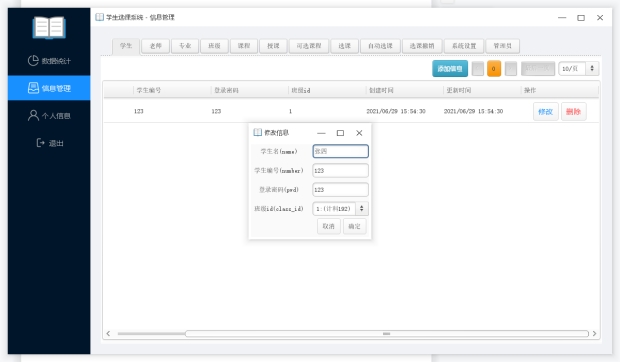 学生选课系统 - 信息管理
数据统计
信息管理
个人信息
退出
学生 老师 专业 班级 课程 授课 可选课程 选课 自动选课 选课撤销 系统设置 管理员
添加信息 0 10/页
学生编号 登录密码 班级id 创建时间 更新时间 操作
123 123 1 2021/06/29 15:54:30 2021/06/29 15:54:30 修改 删除
修改信息
学生名(name)
学生编号(number) 123
登录密码(pwd) 123
班级id(class_id) 1 (计科192)
取消 确定